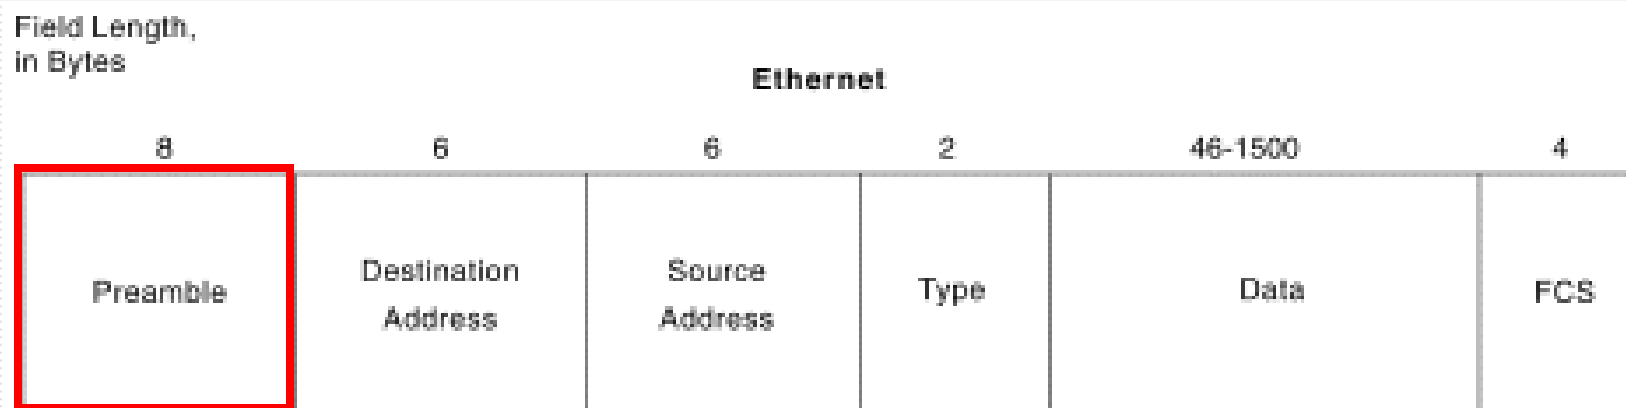 Field Length,
in Bytes
Ethernet
8 6 6 2 46-1500 4
Preamble
Destination
Address
Source
Address
Type
Data
FCS